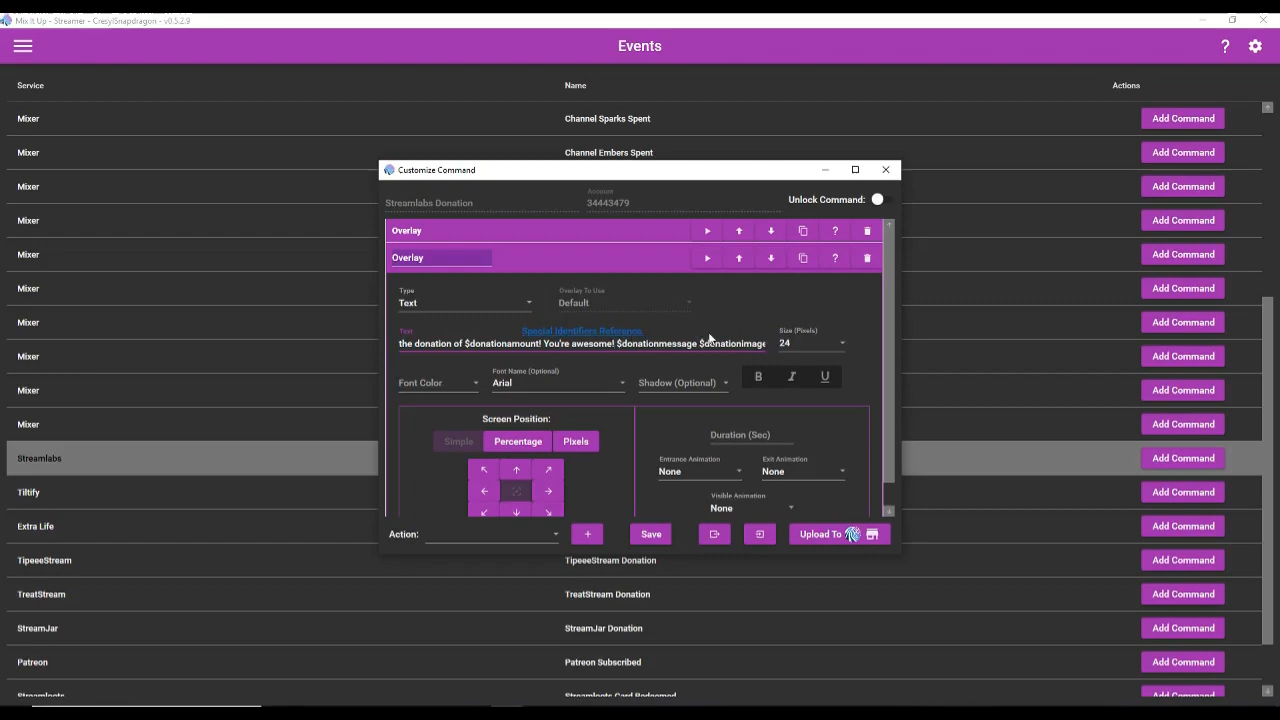 Mix It Up - Streamer - CresylSnapdragon - v0.5.2.9
Events
Service Name Actions
Mixer Channel Sparks Spent Add Command
Mixer Channel Embers Spent Add Command
Mixer Add Command
Mixer Add Command
Mixer Add Command
Mixer Add Command
Mixer Add Command
Mixer Add Command
Mixer Add Command
Mixer Add Command
Streamlabs Add Command
Tiltify Add Command
Extra Life Add Command
TipeeeStream TipeeeStream Donation Add Command
TreatStream TreatStream Donation Add Command
StreamJar StreamJar Donation Add Command
Patreon Patreon Subscribed Add Command
Streamloots Streamloots Card Redeemed Add Command
Customize Command
Streamlabs Donation
Account
34443479
Unlock Command:
Overlay
Overlay
Type
Text
Overlay To Use
Default
Text
Special Identifiers Reference
the donation of $donationamount! You're awesome! $donationmessage $donationimage
Size (Pixels)
24
Font Color
Font Name (Optional)
Arial
Shadow (Optional)
B I U
Screen Position:
Simple Percentage Pixels
Duration (Sec)
Entrance Animation
None
Exit Animation
None
Visible Animation
None
Action:
+
Save
Upload To